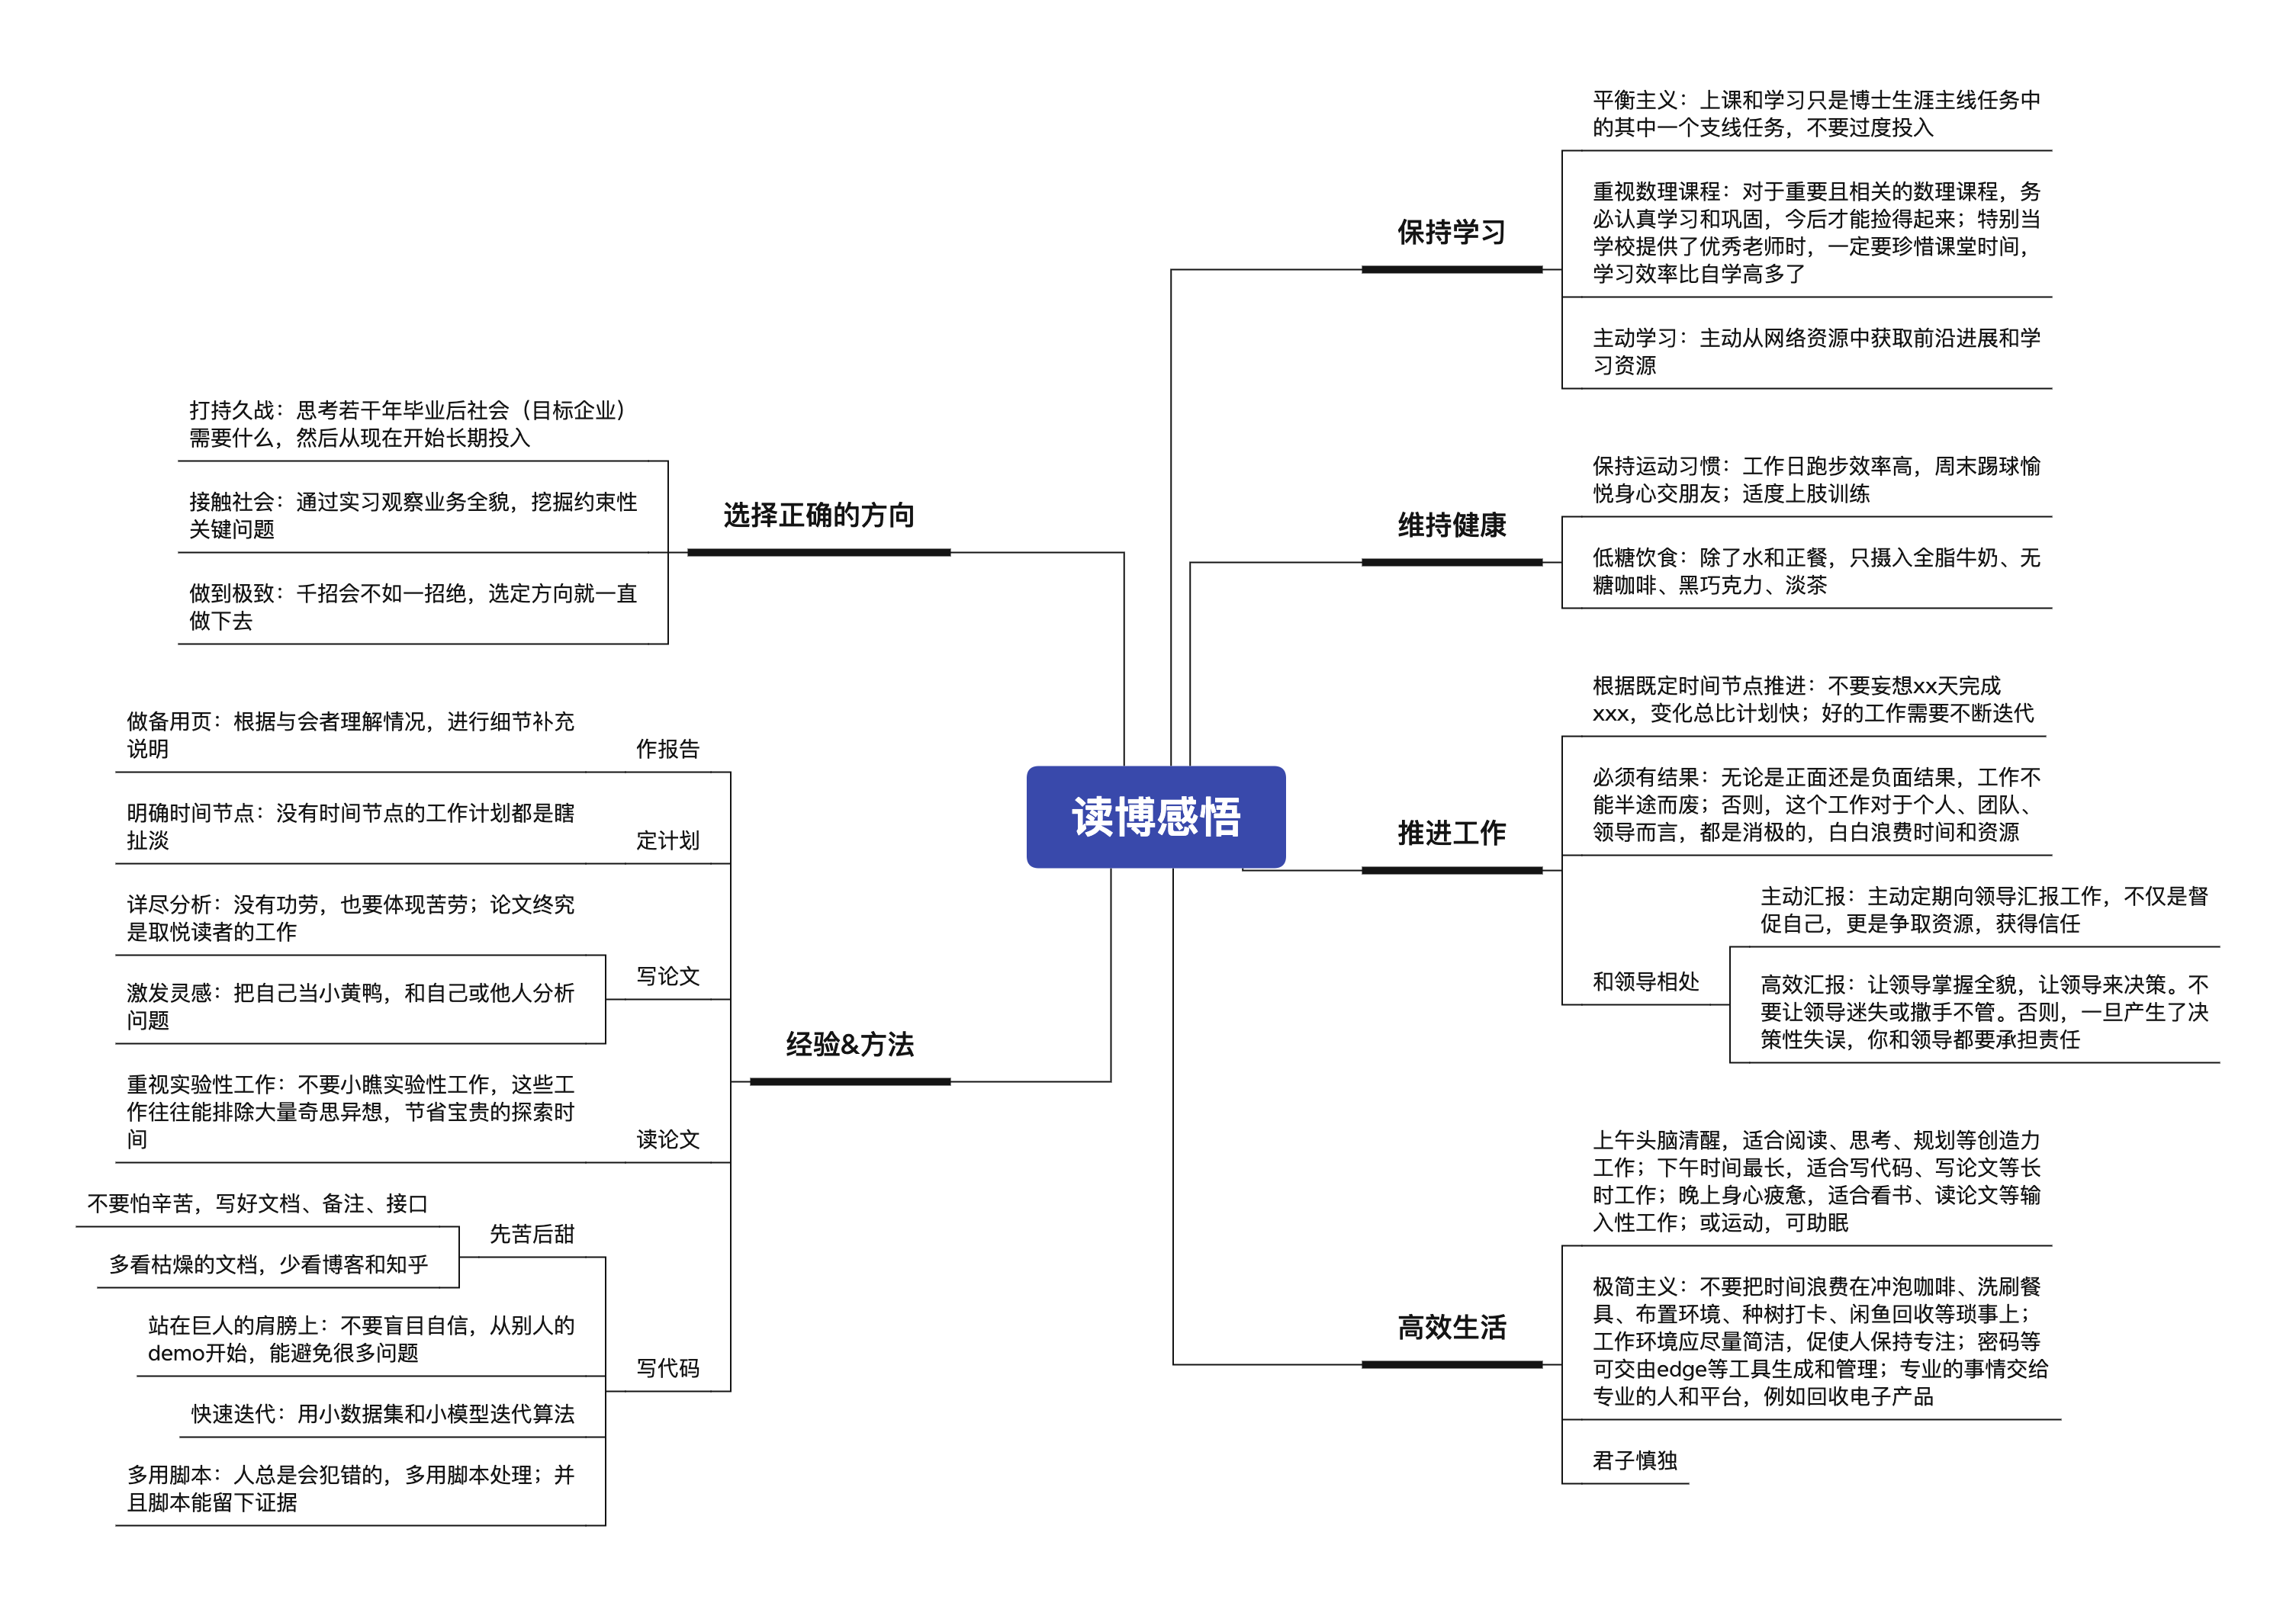 读博感悟
保持学习
平衡主义：上课和学习只是博士生涯主线任务中
的其中一个支线任务，不要过度投入
重视数理课程：对于重要且相关的数理课程，务
必认真学习和巩固，今后才能捡得起来；特别当
学校提供了优秀老师时，一定要珍惜课堂时间，
学习效率比自学高多了
主动学习：主动从网络资源中获取前沿进展和学
习资源
维持健康
保持运动习惯：工作日跑步效率高，周末踢球愉
悦身心交朋友；适度上肢训练
低糖饮食：除了水和正餐，只摄入全脂牛奶、无
糖咖啡、黑巧克力、淡茶
推进工作
根据既定时间节点推进：不要妄想xx天完成
xxx，变化总比计划快；好的工作需要不断迭代
必须有结果：无论是正面还是负面结果，工作不
能半途而废；否则，这个工作对于个人、团队、
领导而言，都是消极的，白白浪费时间和资源
和领导相处
主动汇报：主动定期向领导汇报工作，不仅是督
促自己，更是争取资源，获得信任
高效汇报：让领导掌握全貌，让领导来决策。不
要让领导迷失或撒手不管。否则，一旦产生了决
策性失误，你和领导都要承担责任
高效生活
上午头脑清醒，适合阅读、思考、规划等创造力
工作；下午时间最长，适合写代码、写论文等长
时工作；晚上身心疲惫，适合看书、读论文等输
入性工作；或运动，可助眠
极简主义：不要把时间浪费在冲泡咖啡、洗刷餐
具、布置环境、种树打卡、闲鱼回收等琐事上；
工作环境应尽量简洁，促使人保持专注；密码等
可交由edge等工具生成和管理；专业的事情交给
专业的人和平台，例如回收电子产品
君子慎独
选择正确的方向
打持久战：思考若干年毕业后社会（目标企业）
需要什么，然后从现在开始长期投入
接触社会：通过实习观察业务全貌，挖掘约束性
关键问题
做到极致：千招会不如一招绝，选定方向就一直
做下去
经验&方法
作报告
做备用页：根据与会者理解情况，进行细节补充
说明
定计划
明确时间节点：没有时间节点的工作计划都是瞎
扯淡
写论文
详尽分析：没有功劳，也要体现苦劳；论文终究
是取悦读者的工作
激发灵感：把自己当小黄鸭，和自己或他人分析
问题
读论文
重视实验性工作：不要小瞧实验性工作，这些工
作往往能排除大量奇思异想，节省宝贵的探索时
间
写代码
先苦后甜
不要怕辛苦，写好文档、备注、接口
多看枯燥的文档，少看博客和知乎
站在巨人的肩膀上：不要盲目自信，从别人的
demo开始，能避免很多问题
快速迭代：用小数据集和小模型迭代算法
多用脚本：人总是会犯错的，多用脚本处理；并
且脚本能留下证据